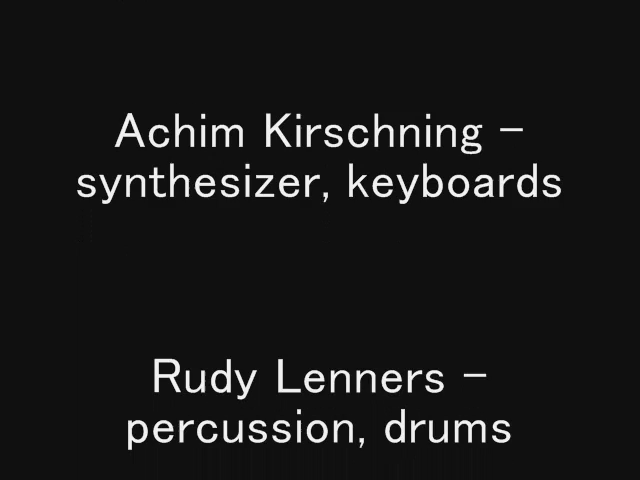 Achim Kirschning –
synthesizer, keyboards
Rudy Lenners –
percussion, drums